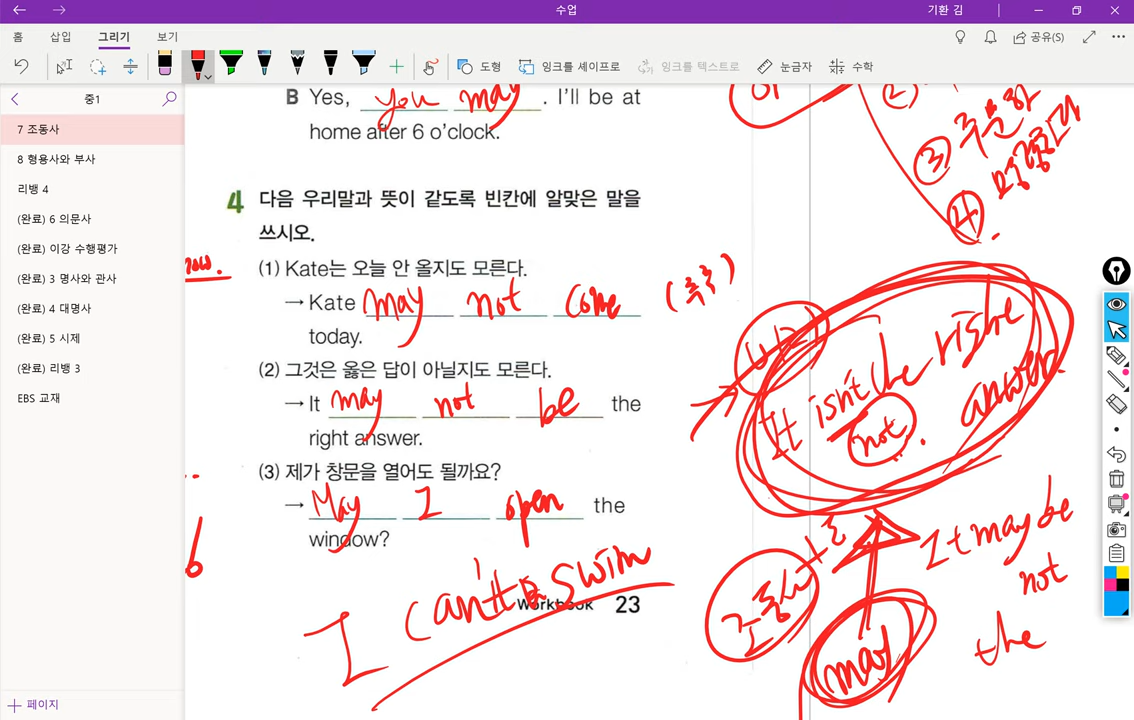 수업
기환 김
홈 삽입 그리기 보기
공유(S)
도형 잉크를 셰이프로 잉크를 텍스트로 눈금자 수학
중1
7 조동사
8 형용사와 부사
리뱅 4
(완료) 6 의문사
(완료) 이강 수행평가
(완료) 3 명사와 관사
(완료) 4 대명사
(완료) 5 시제
(완료) 리뱅 3
EBS 교재
페이지
B Yes, you may. I'll be at
home after 6 o'clock.
4 다음 우리말과 뜻이 같도록 빈칸에 알맞은 말을
쓰시오.
(1) Kate는 오늘 안 올지도 모른다.
→ Kate may not come (추측)
today.
(2) 그것은 옳은 답이 아닐지도 모른다.
→ It may not be the
right answer.
(3) 제가 창문을 열어도 될까요?
→ May I open the
window?
I can't swim
Workbook 23
6
③
④
It isn't the right
answer.
not
조동사+
may
It may be
not
the